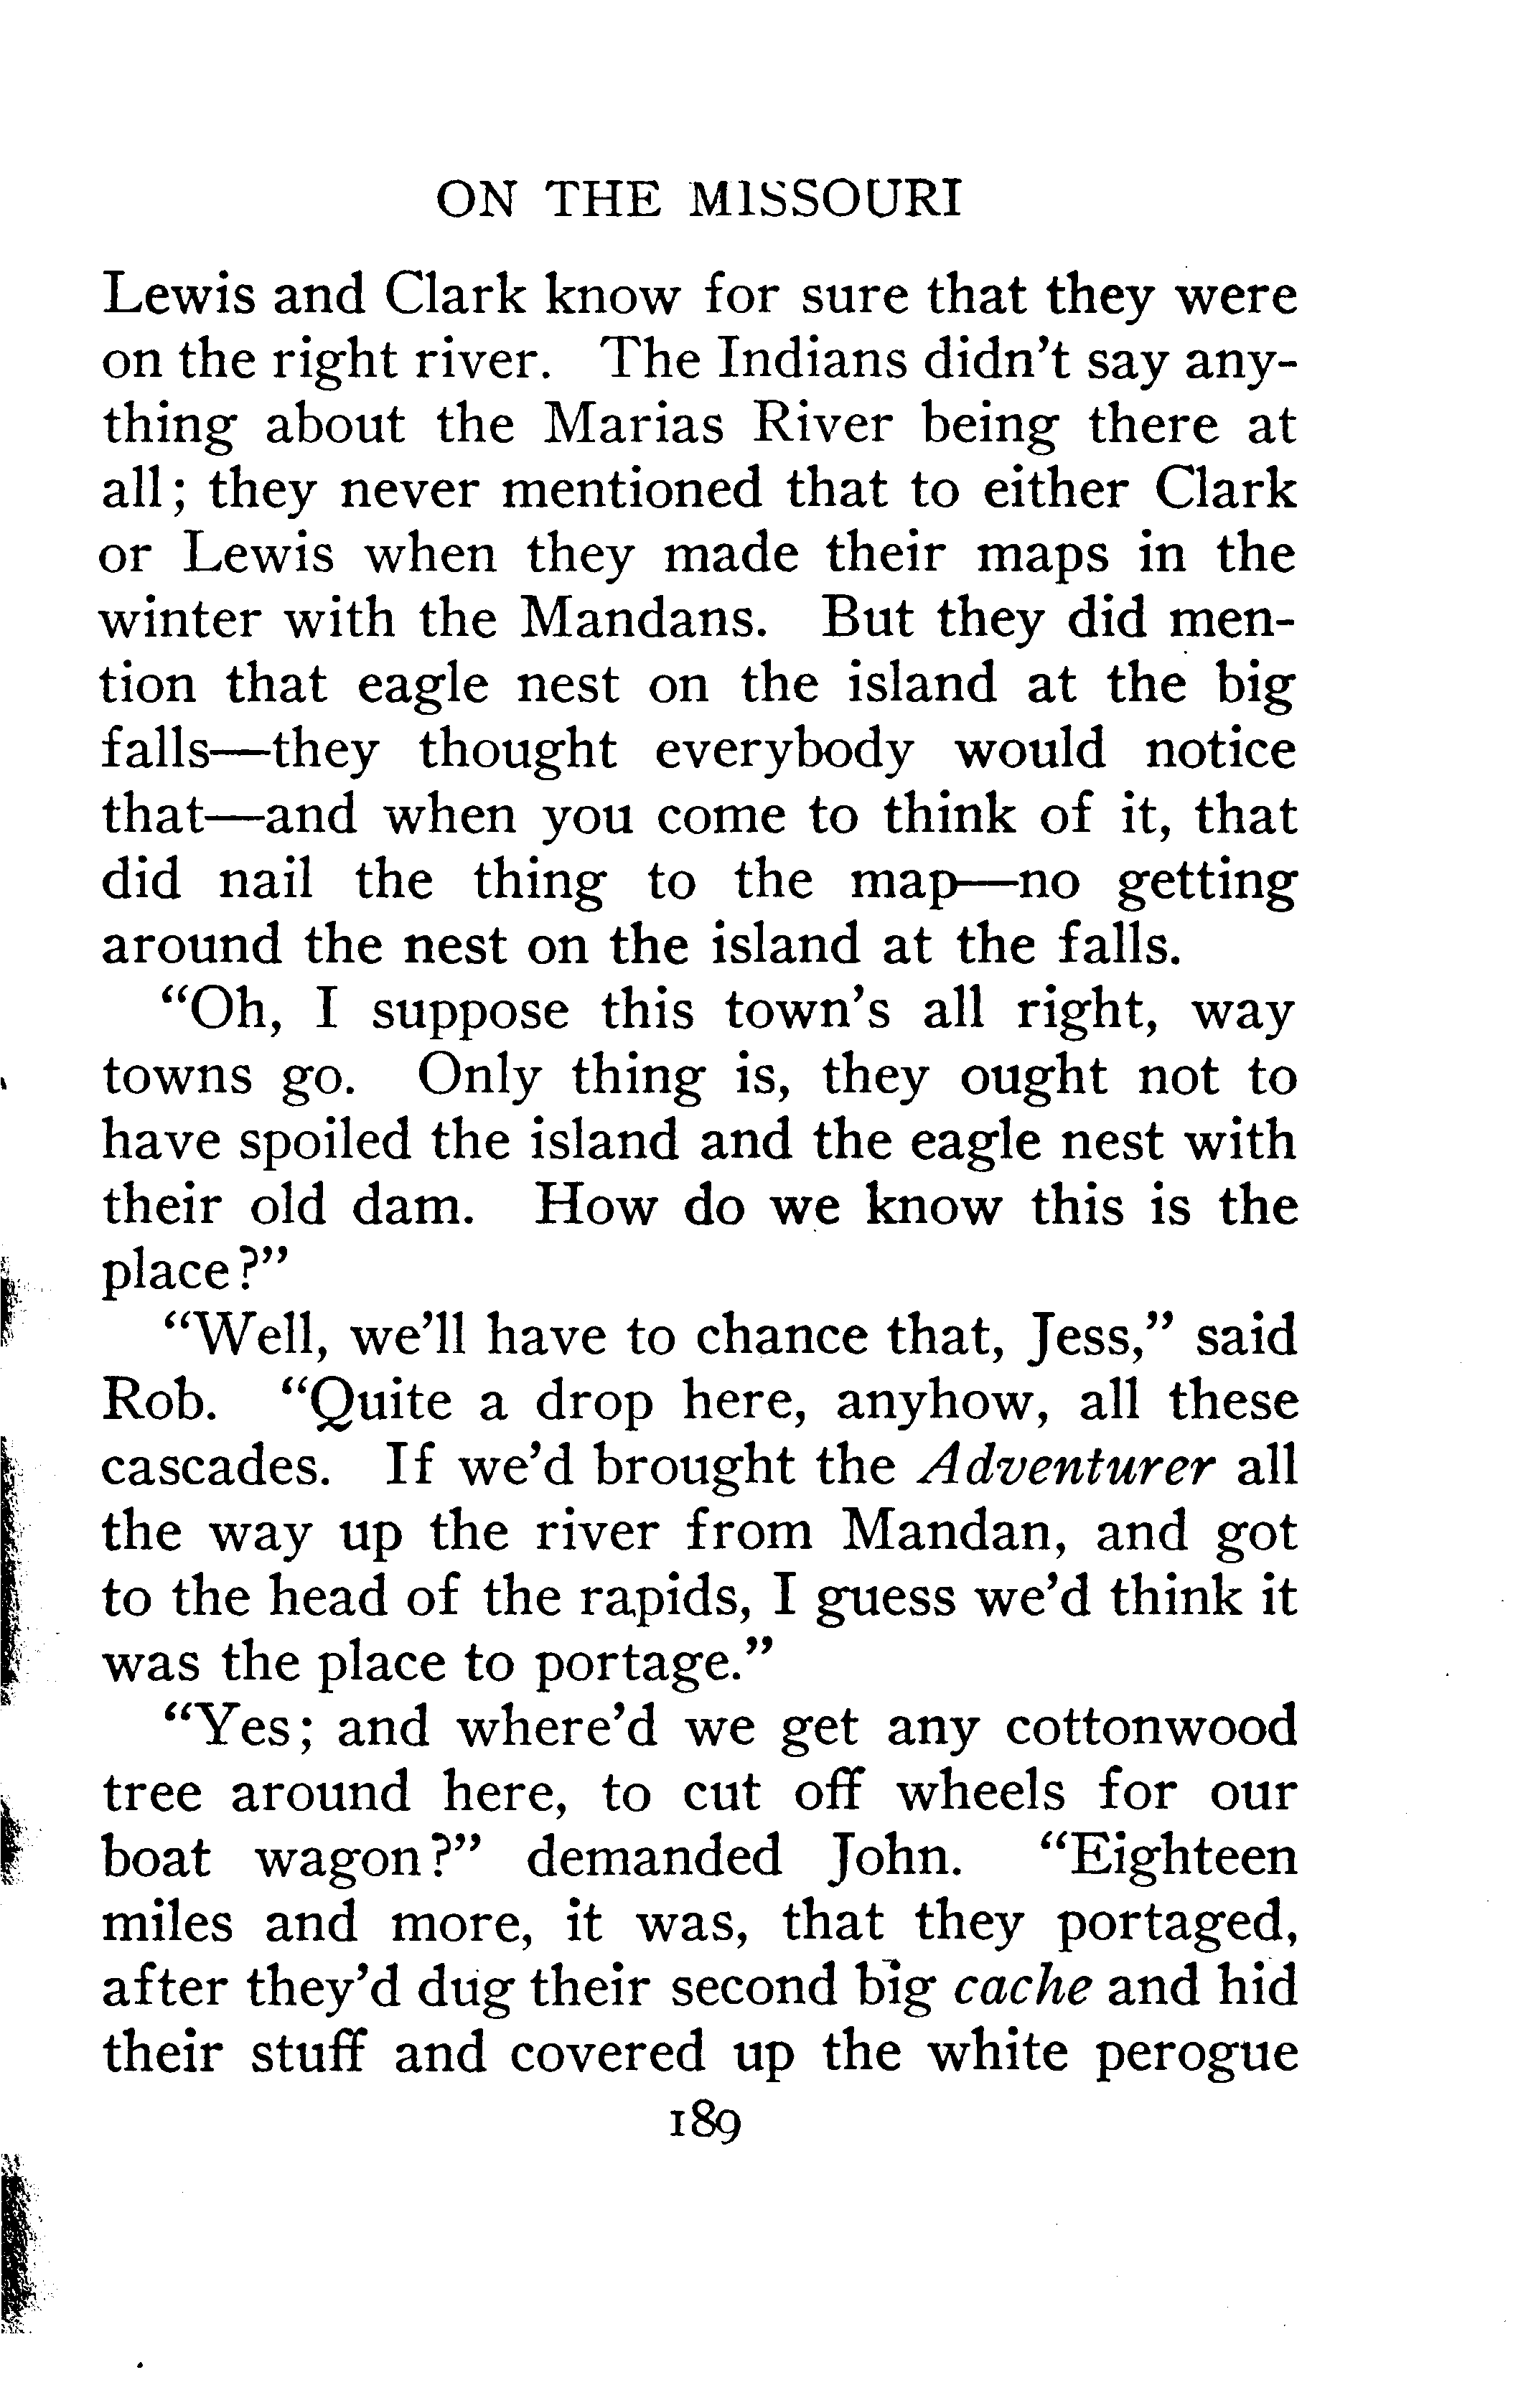 ON THE MISSOURI
Lewis and Clark know for sure that they were
on the right river. The Indians didn't say any-
thing about the Marias River being there at
all; they never mentioned that to either Clark
or Lewis when they made their maps in the
winter with the Mandans. But they did men-
tion that eagle nest on the island at the big
falls—they thought everybody would notice
that—and when you come to think of it, that
did nail the thing to the map—no getting
around the nest on the island at the falls.
“Oh, I suppose this town's all right, way
towns go. Only thing is, they ought not to
have spoiled the island and the eagle nest with
their old dam. How do we know this is the
place?”
“Well, we'll have to chance that, Jess,” said
Rob. “Quite a drop here, anyhow, all these
cascades. If we'd brought the Adventurer all
the way up the river from Mandan, and got
to the head of the rapids, I guess we'd think it
was the place to portage.”
“Yes; and where'd we get any cottonwood
tree around here, to cut off wheels for our
boat wagon?” demanded John. “Eighteen
miles and more, it was, that they portaged,
after they'd dug their second big cache and hid
their stuff and covered up the white perogue
189